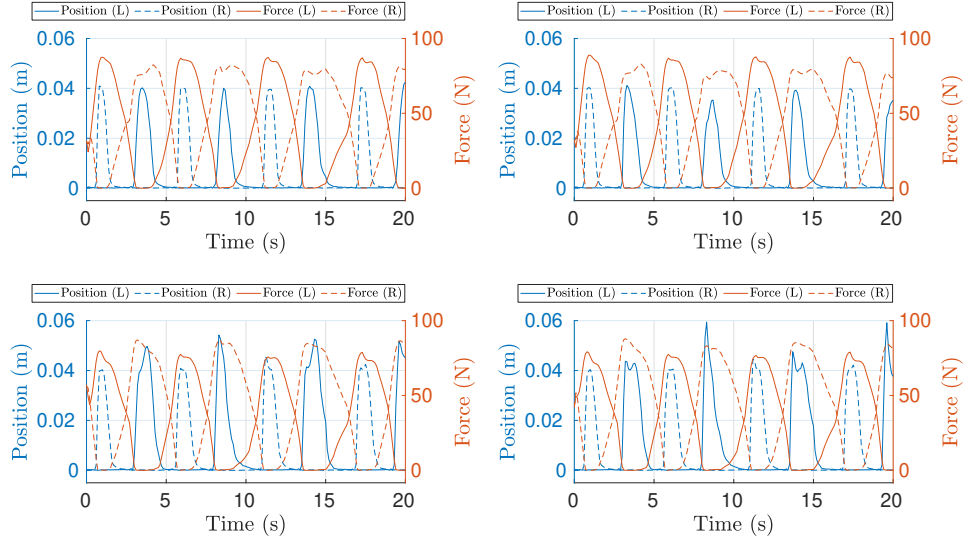 Position (L) Position (R) Force (L) Force (R)
0.06
0.04
0.02
0
Position (m)
100
50
0
Force (N)
0 5 10 15 20
Time (s)
Position (L) Position (R) Force (L) Force (R)
0.06
0.04
0.02
0
Position (m)
100
50
0
Force (N)
0 5 10 15 20
Time (s)
Position (L) Position (R) Force (L) Force (R)
0.06
0.04
0.02
0
Position (m)
100
50
0
Force (N)
0 5 10 15 20
Time (s)
Position (L) Position (R) Force (L) Force (R)
0.06
0.04
0.02
0
Position (m)
100
50
0
Force (N)
0 5 10 15 20
Time (s)